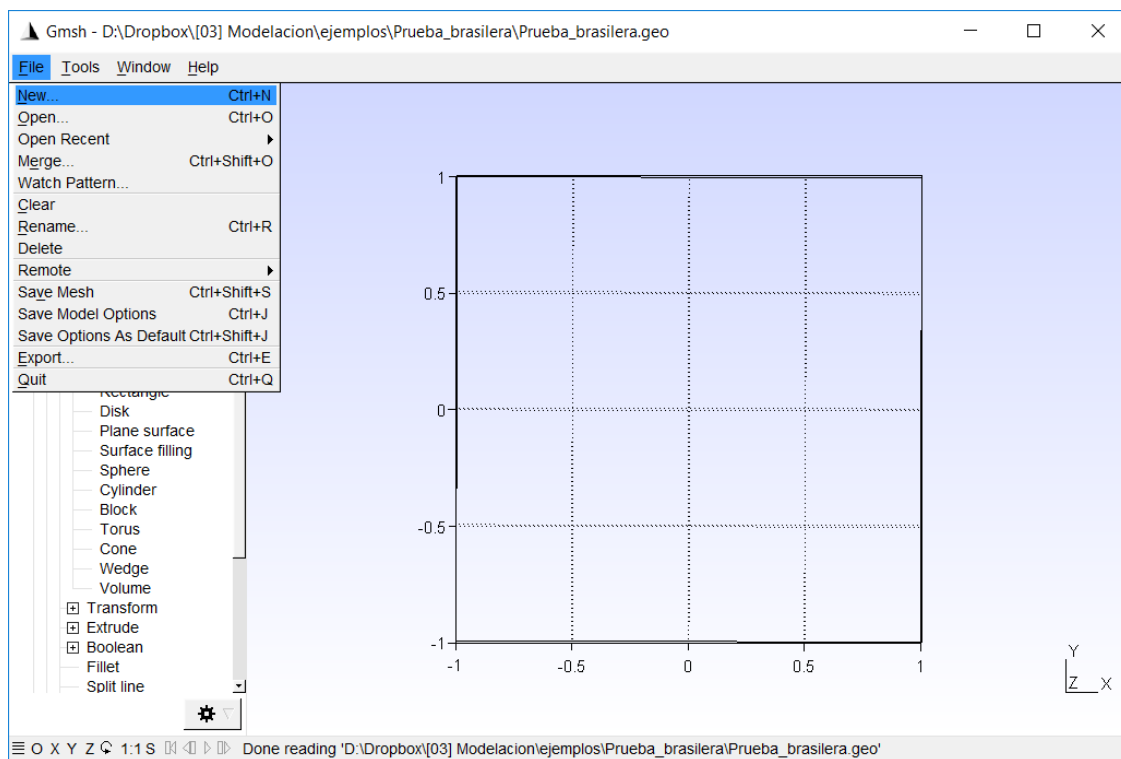 Gmsh - D:\Dropbox\[03] Modelacion\ejemplos\Prueba_brasilera\Prueba_brasilera.geo
File Tools Window Help
New... Ctrl+N
Open... Ctrl+O
Open Recent
Merge... Ctrl+Shift+O
Watch Pattern...
Clear
Rename... Ctrl+R
Delete
Remote
Save Mesh Ctrl+Shift+S
Save Model Options Ctrl+J
Save Options As Default Ctrl+Shift+J
Export... Ctrl+E
Quit Ctrl+Q
Rectangle
Disk
Plane surface
Surface filling
Sphere
Cylinder
Block
Torus
Cone
Wedge
Volume
Transform
Extrude
Boolean
Fillet
Split line
1
0.5
0
-0.5
-1
-1 -0.5 0 0.5 1
Y
Z X
O X Y Z 1:1 S Done reading 'D:\Dropbox\[03] Modelacion\ejemplos\Prueba_brasilera\Prueba_brasilera.geo'